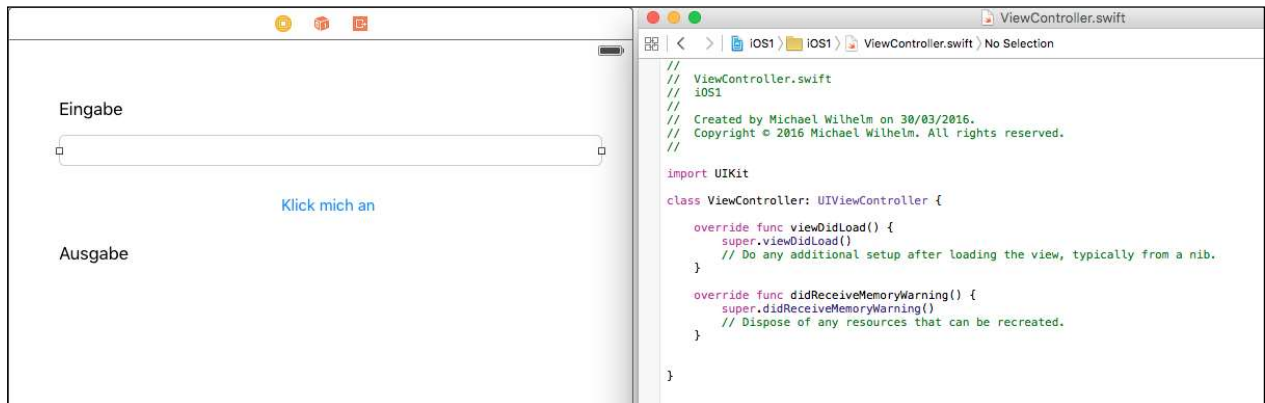 Eingabe
Klick mich an
Ausgabe
ViewController.swift
iOS1 〉 iOS1 〉 ViewController.swift 〉 No Selection
//
//  ViewController.swift
//  iOS1
//
//  Created by Michael Wilhelm on 30/03/2016.
//  Copyright © 2016 Michael Wilhelm. All rights reserved.
//
import UIKit
class ViewController: UIViewController {
    override func viewDidLoad() {
        super.viewDidLoad()
        // Do any additional setup after loading the view, typically from a nib.
    }
    override func didReceiveMemoryWarning() {
        super.didReceiveMemoryWarning()
        // Dispose of any resources that can be recreated.
    }
}